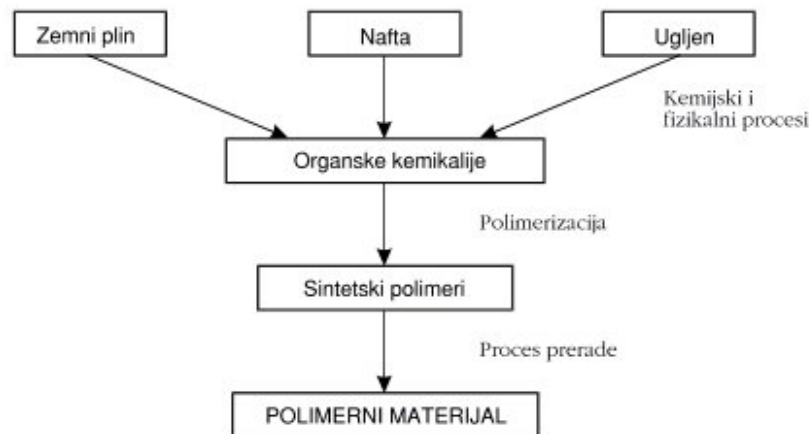 Zemni plin
Nafta
Ugljen
Kemijski i
fizikalni procesi
Organske kemikalije
Polimerizacija
Sintetski polimeri
Proces prerade
POLIMERNI MATERIJAL